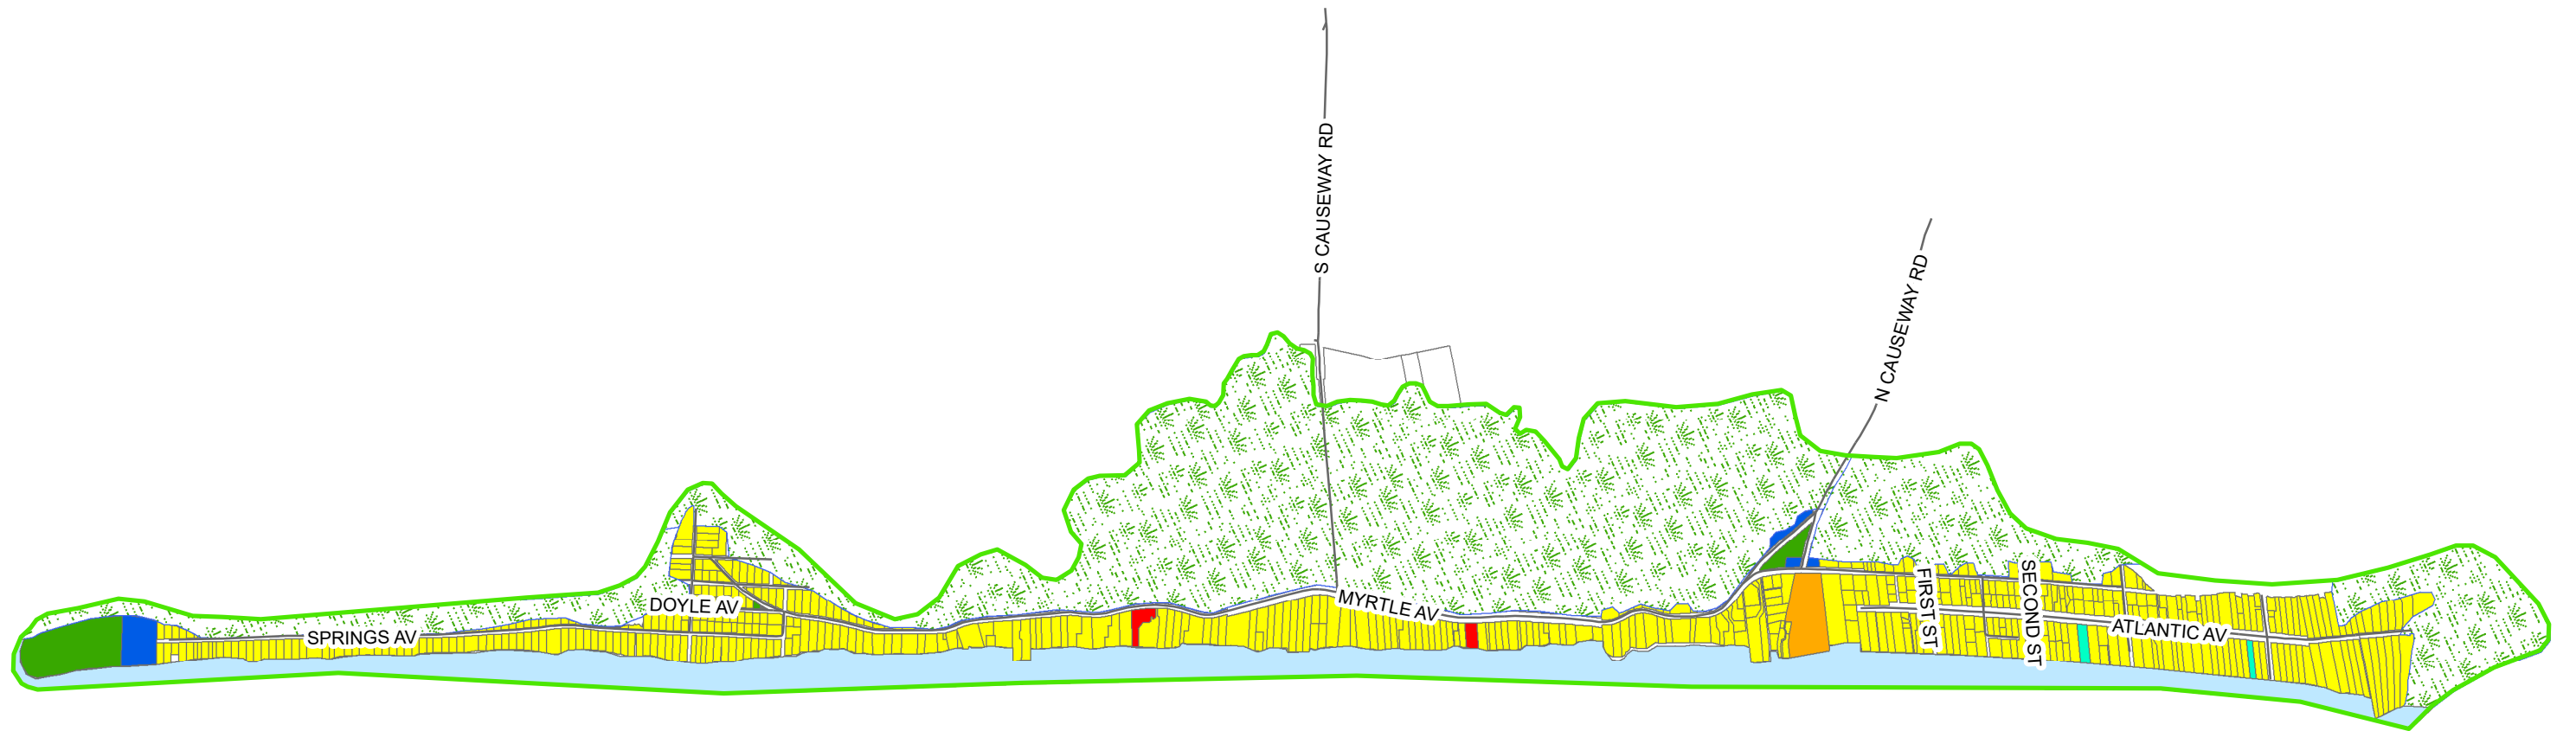 S CAUSEWAY RD
N CAUSEWAY RD
SPRINGS AV
DOYLE AV
MYRTLE AV
FIRST ST
SECOND ST
ATLANTIC AV